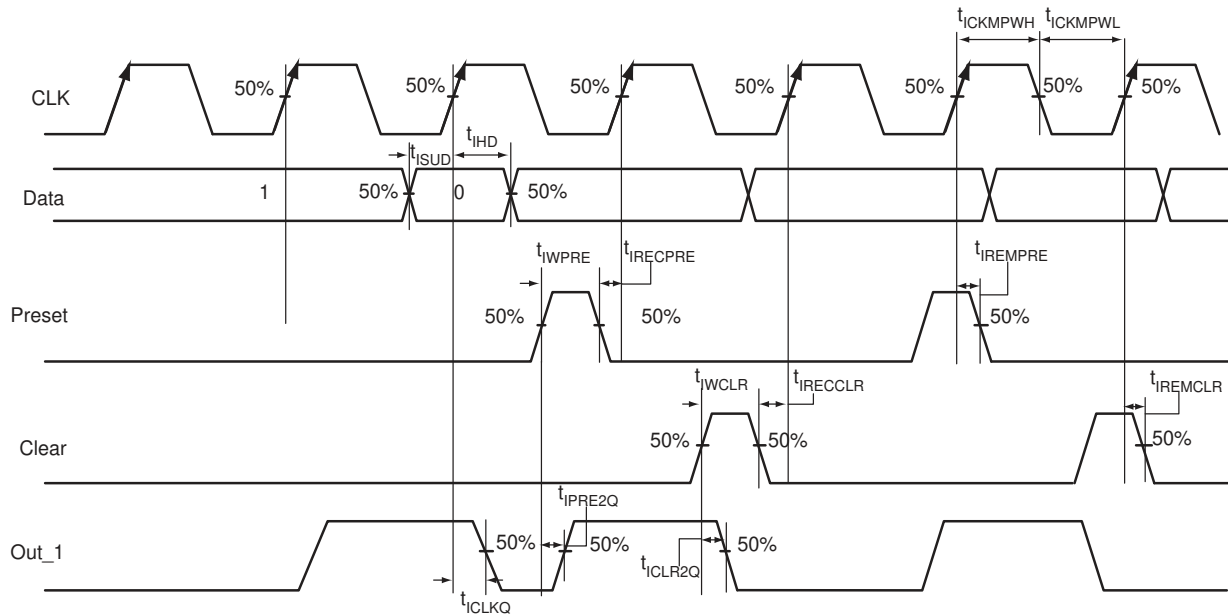 tICKMPWH tICKMPWL
CLK 50% 50% 50% 50% 50% 50% 50%
tISUD tIHD
Data 1 50% 0 50%
tIWPRE tIRECPRE tIREMPRE
Preset 50% 50% 50%
tIWCLR tIRECCLR tIREMCLR
Clear 50% 50% 50%
tIPRE2Q
Out_1 50% 50% 50%
tICLR2Q
tICLKQ